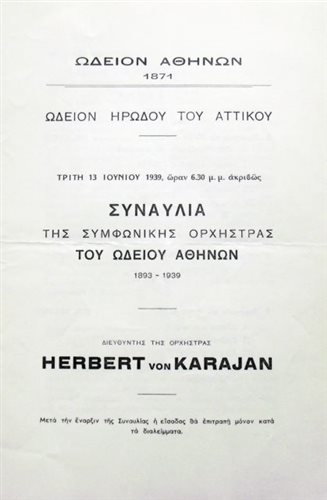 ΩΔΕΙΟΝ ΑΘΗΝΩΝ
1871
ΩΔΕΙΟΝ ΗΡΩΔΟΥ ΤΟΥ ΑΤΤΙΚΟΥ
ΤΡΙΤΗ 13 ΙΟΥΝΙΟΥ 1939, ὥραν 6.30 μ. μ. ἀκριβῶς
ΣΥΝΑΥΛΙΑ
ΤΗΣ ΣΥΜΦΩΝΙΚΗΣ ΟΡΧΗΣΤΡΑΣ
ΤΟΥ ΩΔΕΙΟΥ ΑΘΗΝΩΝ
1893 - 1939
ΔΙΕΥΘΥΝΤΗΣ ΤΗΣ ΟΡΧΗΣΤΡΑΣ
HERBERT VON KARAJAN
Μετὰ τὴν ἔναρξιν τῆς Συναυλίας ἡ εἴσοδος θὰ ἐπιτραπῇ μόνον κατὰ
τὰ διαλείμματα.